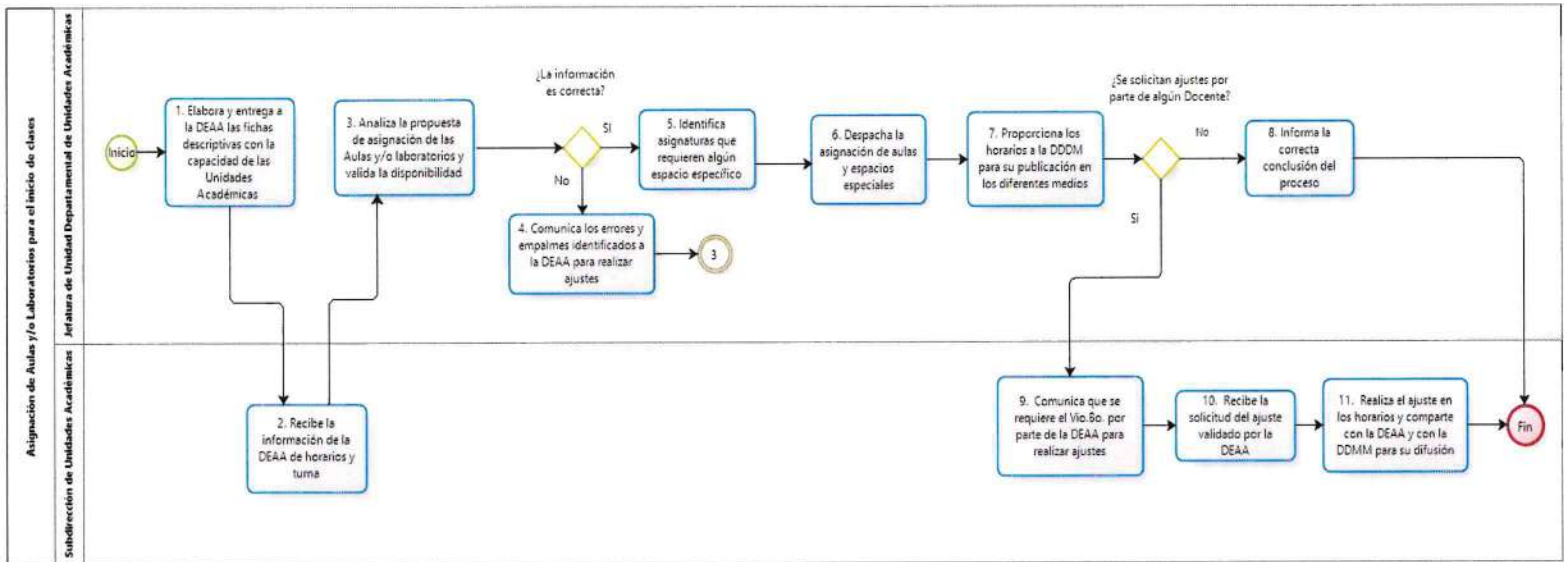 Asignación de Aulas y/o Laboratorios para el inicio de clases
Jefatura de Unidad Departamental de Unidades Académicas
Inicio
1. Elabora y entrega a
la DEAA las fichas
descriptivas con la
capacidad de las
Unidades
Académicas
3. Analiza la propuesta
de asignación de las
Aulas y/o laboratorios y
valida la disponibilidad
¿La información
es correcta?
SI
No
4. Comunica los errores y
empalmes identificados a
la DEAA para realizar
ajustes
3
5. Identifica
asignaturas que
requieren algún
espacio específico
6. Despacha la
asignación de aulas
y espacios
especiales
7. Proporciona los
horarios a la DDDM
para su publicación en
los diferentes medios
¿Se solicitan ajustes por
parte de algún Docente?
No
Si
8. Informa la
correcta
conclusión del
proceso
Subdirección de Unidades Académicas
2. Recibe la
información de la
DEAA de horarios y
turna
9. Comunica que se
requiere el Vio.Bo. por
parte de la DEAA para
realizar ajustes
10. Recibe la
solicitud del ajuste
validado por la
DEAA
11. Realiza el ajuste en
los horarios y comparte
con la DEAA y con la
DDMM para su difusión
Fin